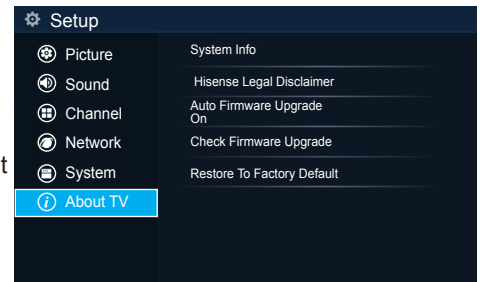 Setup
Picture
Sound
Channel
Network
System
About TV
System Info
Hisense Legal Disclaimer
Auto Firmware Upgrade
On
Check Firmware Upgrade
Restore To Factory Default
t